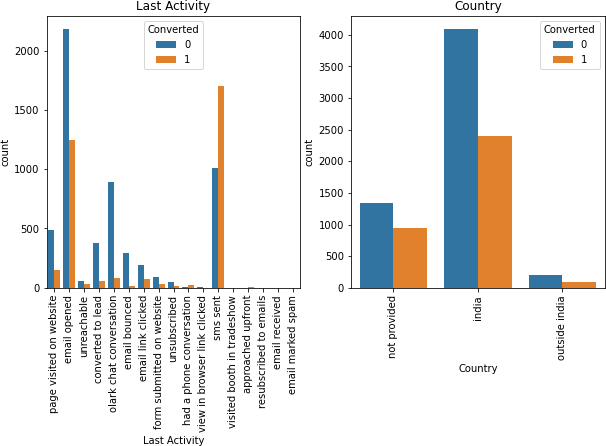 Last Activity
Converted
0
1
count
2000
1500
1000
500
0
page visited on website
email opened
unreachable
converted to lead
olark chat conversation
email bounced
email link clicked
form submitted on website
unsubscribed
had a phone conversation
view in browser link clicked
sms sent
visited booth in tradeshow
approached upfront
resubscribed to emails
email received
email marked spam
Last Activity
Country
Converted
0
1
count
4000
3500
3000
2500
2000
1500
1000
500
0
not provided
india
outside india
Country